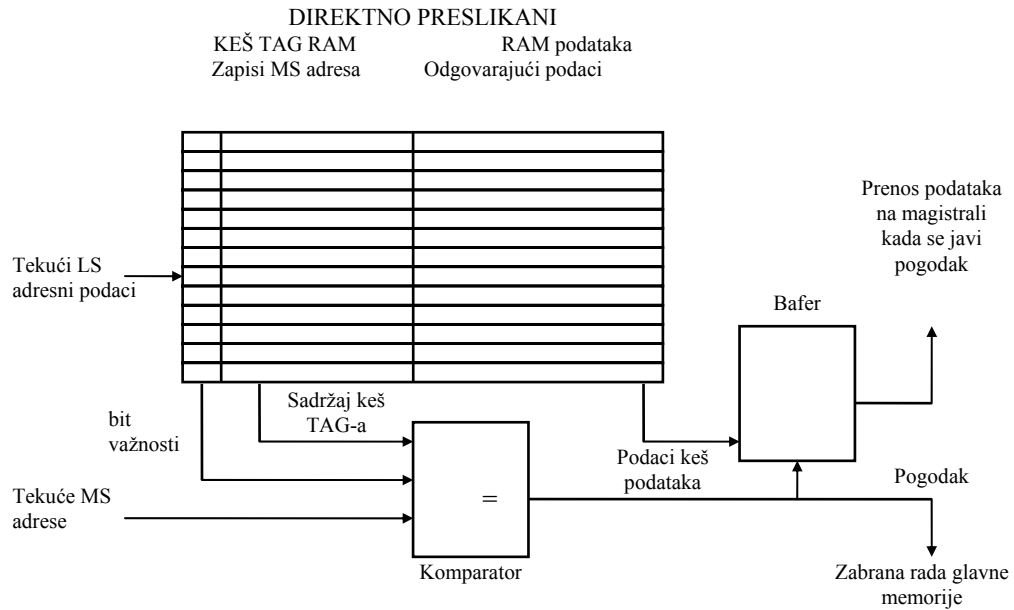 DIREKTNO PRESLIKANI
KEŠ TAG RAM
RAM podataka
Zapisi MS adresa
Odgovarajući podaci
Prenos podataka
na magistrali
kada se javi
pogodak
Tekući LS
adresni podaci
Bafer
bit
važnosti
Sadržaj keš
TAG-a
Podaci keš
podataka
Pogodak
Tekuće MS
adrese
=
Komparator
Zabrana rada glavne
memorije